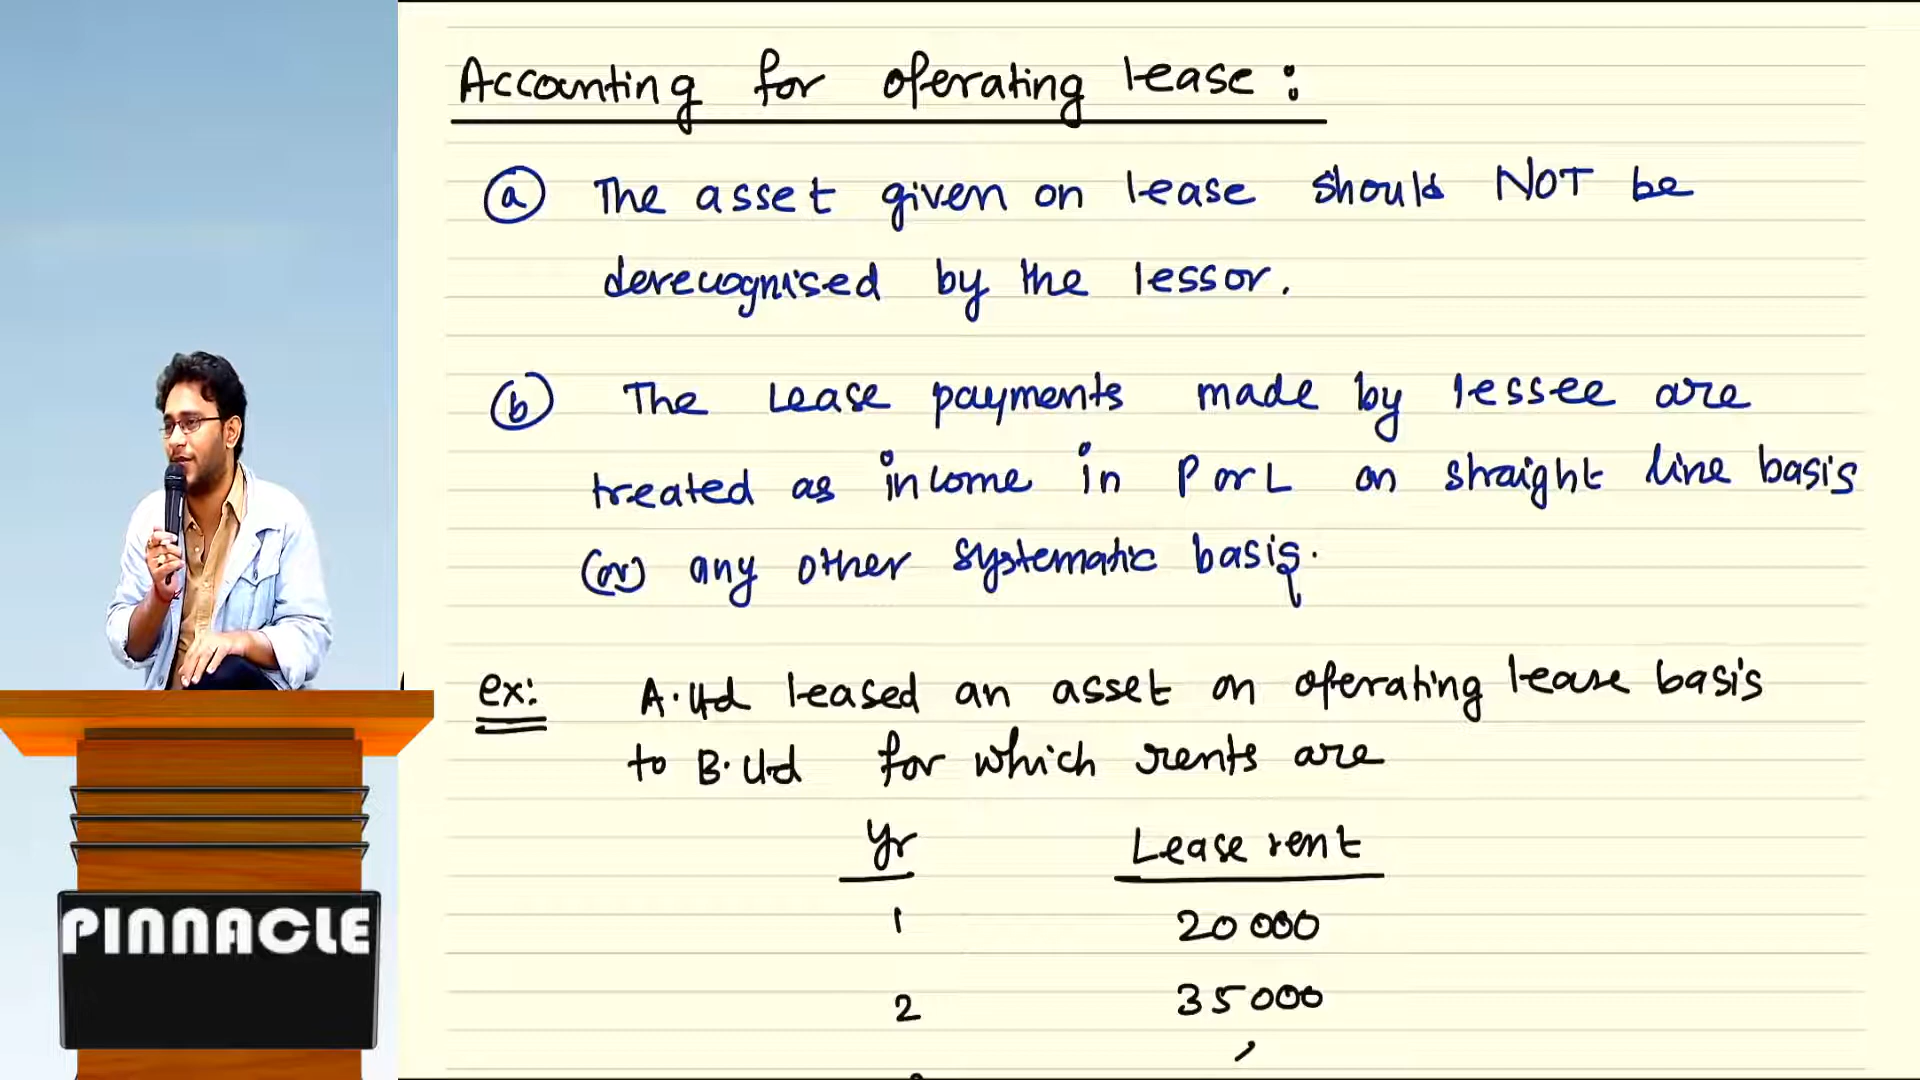 Accounting for operating lease:
(a) The asset given on lease should NOT be
derecognised by the lessor.
(b) The Lease payments made by lessee are
treated as income in P or L on straight line basis
(or) any other systematic basis.
ex: A.Ltd leased an asset on operating lease basis
to B.Ltd for which rents are
Yr Lease rent
1 20000
2 35000
PINNACLE